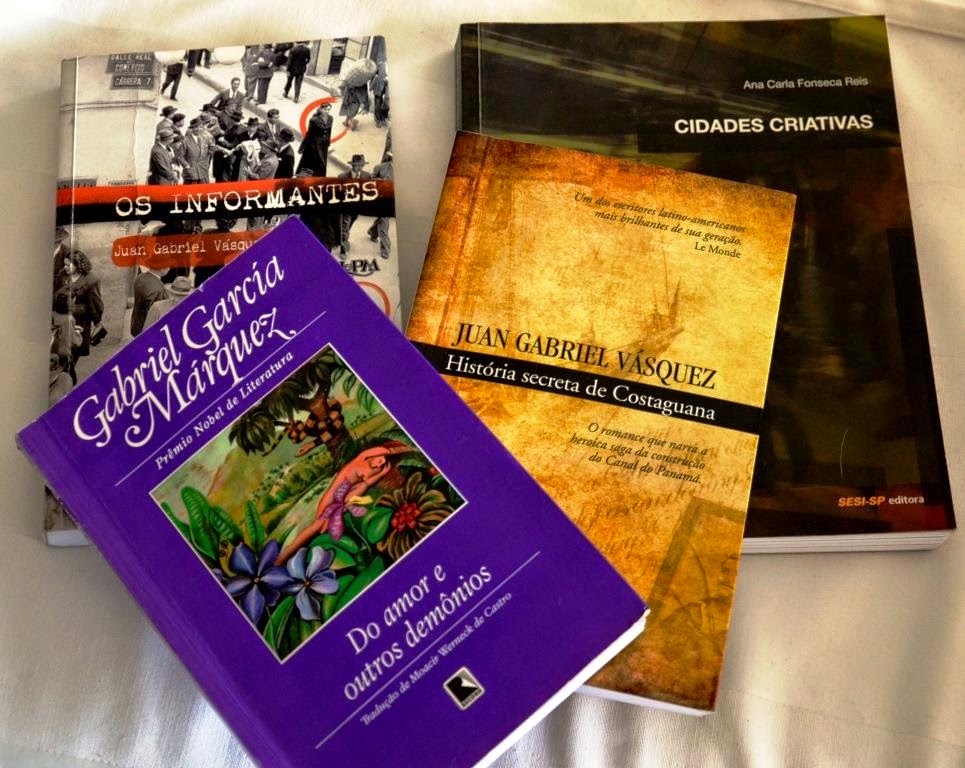 CALLE REAL
COMERCIO
CARRERA 7
OS INFORMANTES
Juan Gabriel Vásquez
Ana Carla Fonseca Reis
CIDADES CRIATIVAS
SESI-SP editora
Um dos escritores latino-americanos
mais brilhantes de sua geração.
Le Monde
JUAN GABRIEL VÁSQUEZ
História secreta de Costaguana
O romance que narra a
heroica saga da construção
do Canal do Panamá.
Gabriel García
Márquez
Prêmio Nobel de Literatura
Do amor e
outros demônios
Tradução de Moacir Werneck de Castro
RECORD